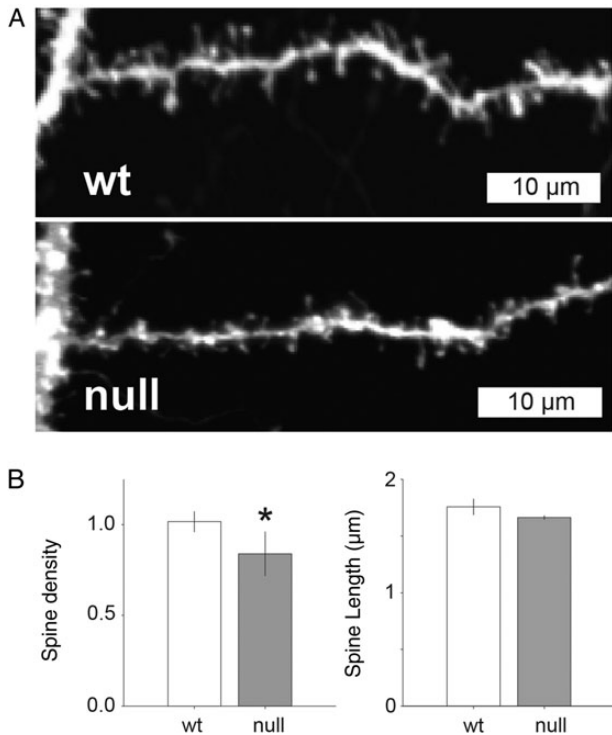 A
wt
10 µm
null
10 µm
B
Spine density
1.0
0.5
0.0
*
wt
null
Spine Length (µm)
2
1
0
wt
null